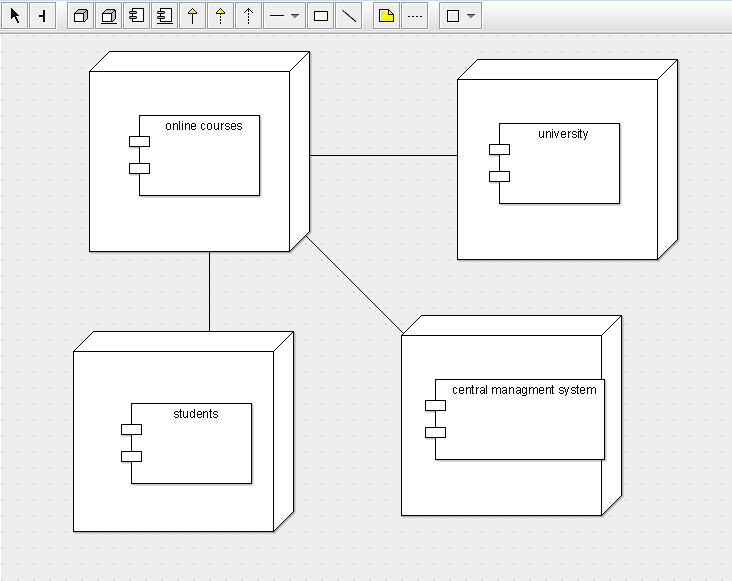 online courses
university
students
central managment system